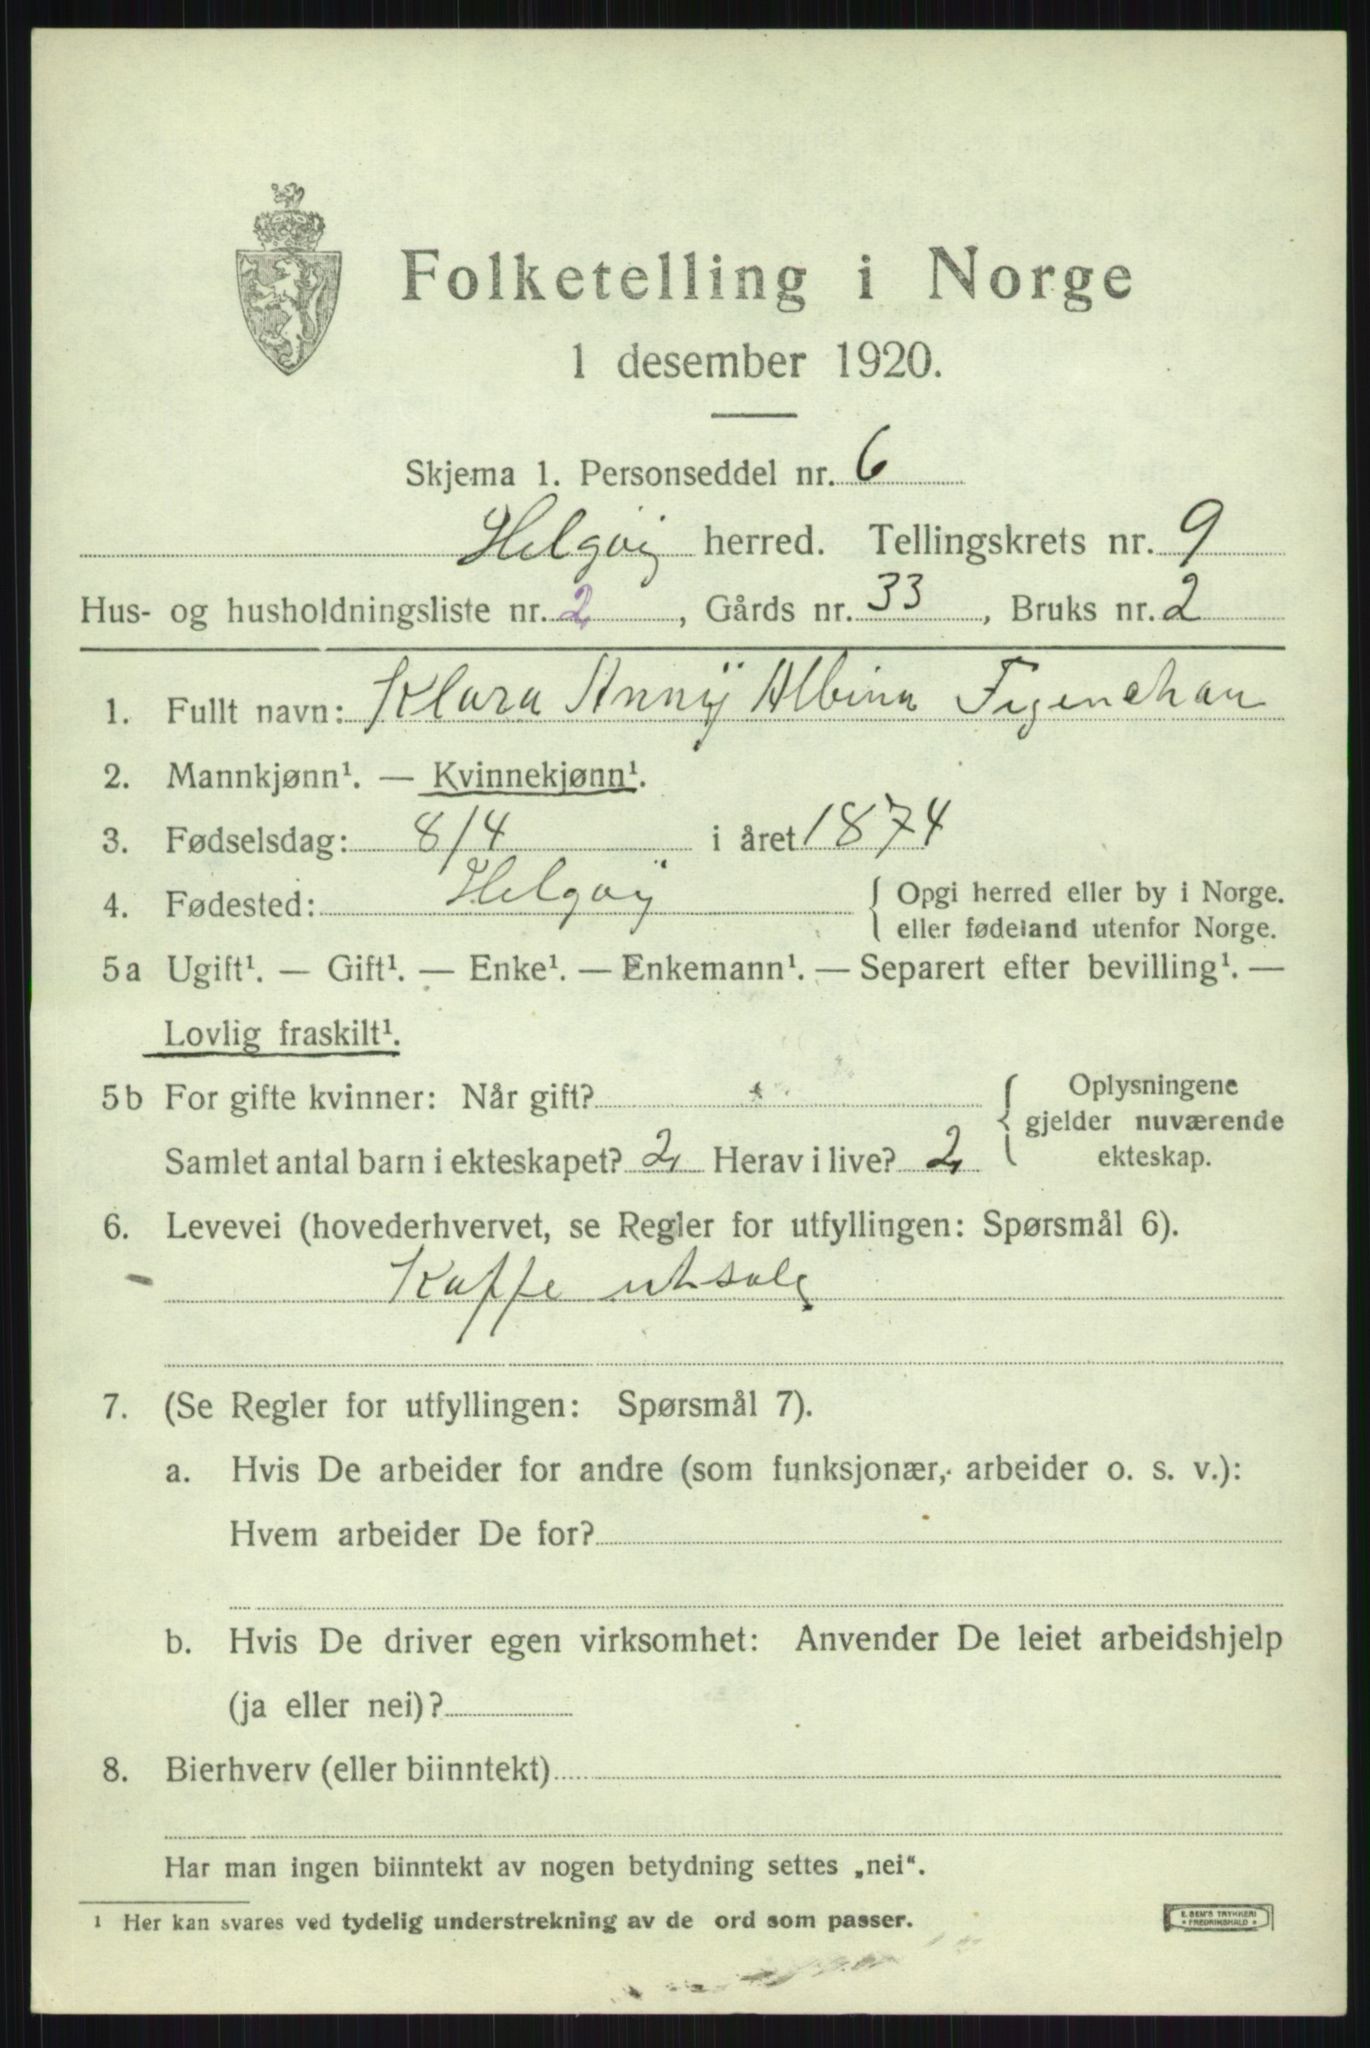 Folketelling i Norge
1 desember 1920.
Skjema 1. Personseddel nr. 6
Helgøy herred. Tellingskrets nr. 9
Hus- og husholdningsliste nr. 2, Gårds nr. 33, Bruks nr. 2
1. Fullt navn: Klara Anny Albina Figenchau
2. Mannkjønn¹. — Kvinnekjønn¹.
3. Fødselsdag: 8/4 i året 1874
4. Fødested: Helgøy { Opgi herred eller by i Norge.
eller fødeland utenfor Norge.
5a Ugift¹. — Gift¹. — Enke¹. — Enkemann¹. — Separert efter bevilling¹. —
Lovlig fraskilt¹.
5b For gifte kvinner: Når gift?
Samlet antal barn i ekteskapet? 2 Herav i live? 2
{ Oplysningene
gjelder nuværende
ekteskap.
6. Levevei (hovederhvervet, se Regler for utfyllingen: Spørsmål 6).
Kaffe utsalg
7. (Se Regler for utfyllingen: Spørsmål 7).
a. Hvis De arbeider for andre (som funksjonær, arbeider o. s. v.):
Hvem arbeider De for?
b. Hvis De driver egen virksomhet: Anvender De leiet arbeidshjelp
(ja eller nei)?
8. Bierhverv (eller biinntekt)
Har man ingen biinntekt av nogen betydning settes „nei“.
¹ Her kan svares ved tydelig understrekning av de ord som passer.
E. SEM'S TRYKKERI
FREDRIKSHALD